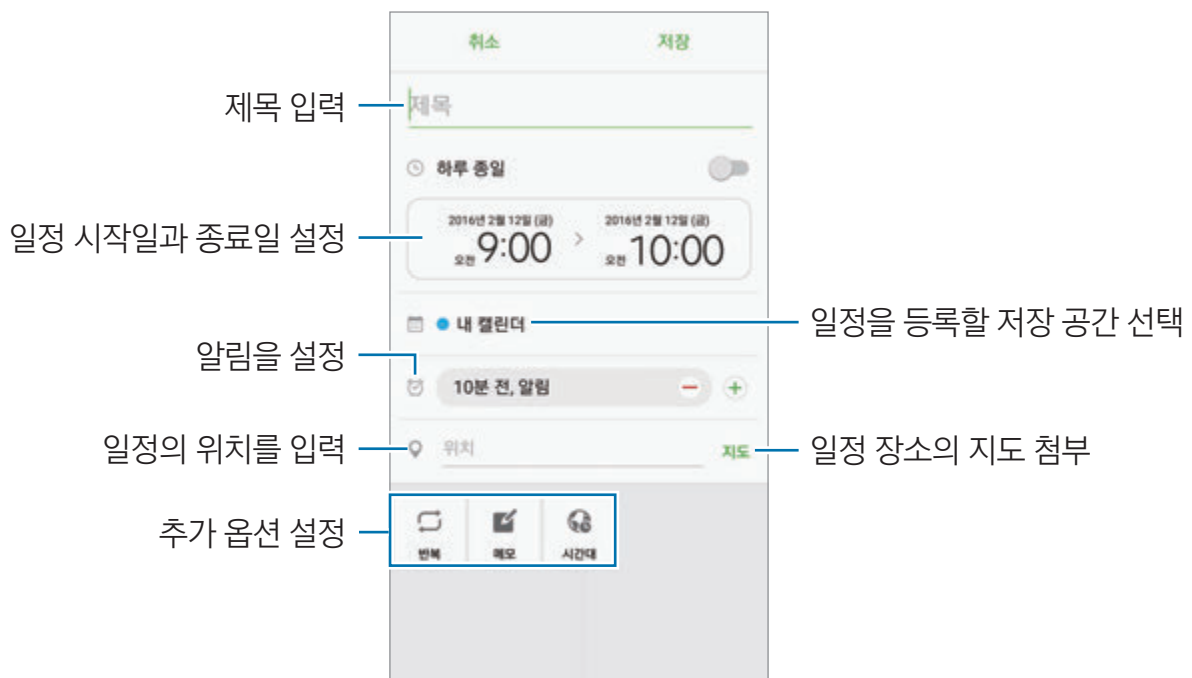 취소 저장
제목 입력
제목
하루 종일
일정 시작일과 종료일 설정
2016년 2월 12일 (금) 2016년 2월 12일 (금)
오전 9:00 > 오전 10:00
내 캘린더
일정을 등록할 저장 공간 선택
알림을 설정
10분 전, 알림
일정의 위치를 입력
위치
지도
일정 장소의 지도 첨부
추가 옵션 설정
반복 메모 시간대